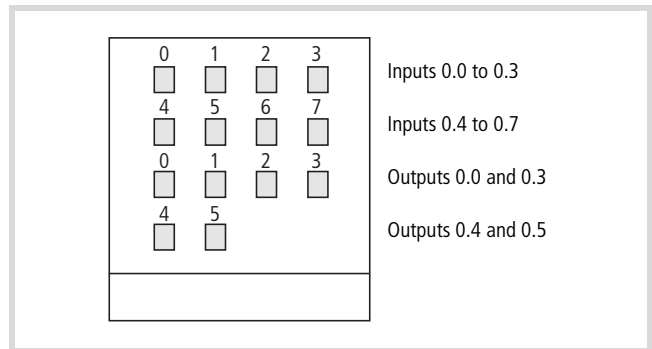 0 1 2 3 Inputs 0.0 to 0.3
4 5 6 7 Inputs 0.4 to 0.7
0 1 2 3 Outputs 0.0 and 0.3
4 5 Outputs 0.4 and 0.5